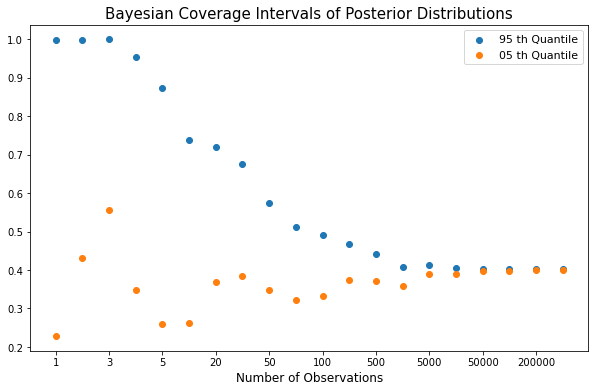 Bayesian Coverage Intervals of Posterior Distributions
95 th Quantile
05 th Quantile
1.0
0.9
0.8
0.7
0.6
0.5
0.4
0.3
0.2
1 3 5 20 50 100 500 5000 50000 200000
Number of Observations